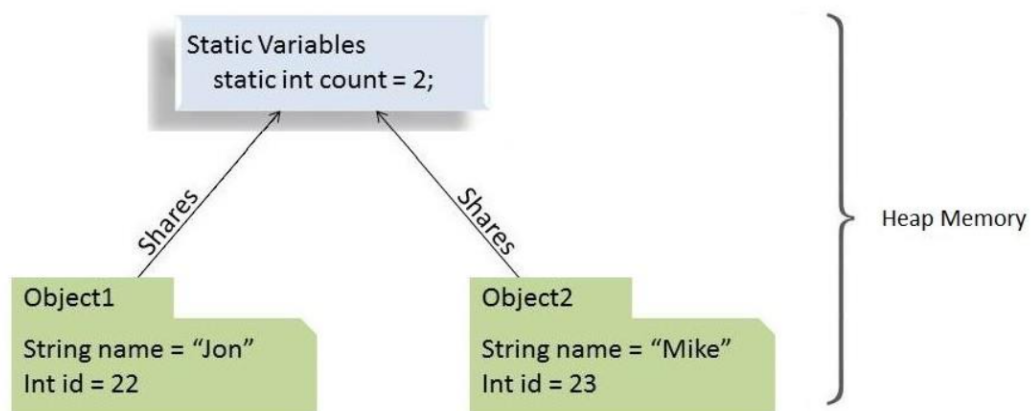 Static Variables
static int count = 2;
Shares
Shares
Heap Memory
Object1
String name = “Jon”
Int id = 22
Object2
String name = “Mike”
Int id = 23